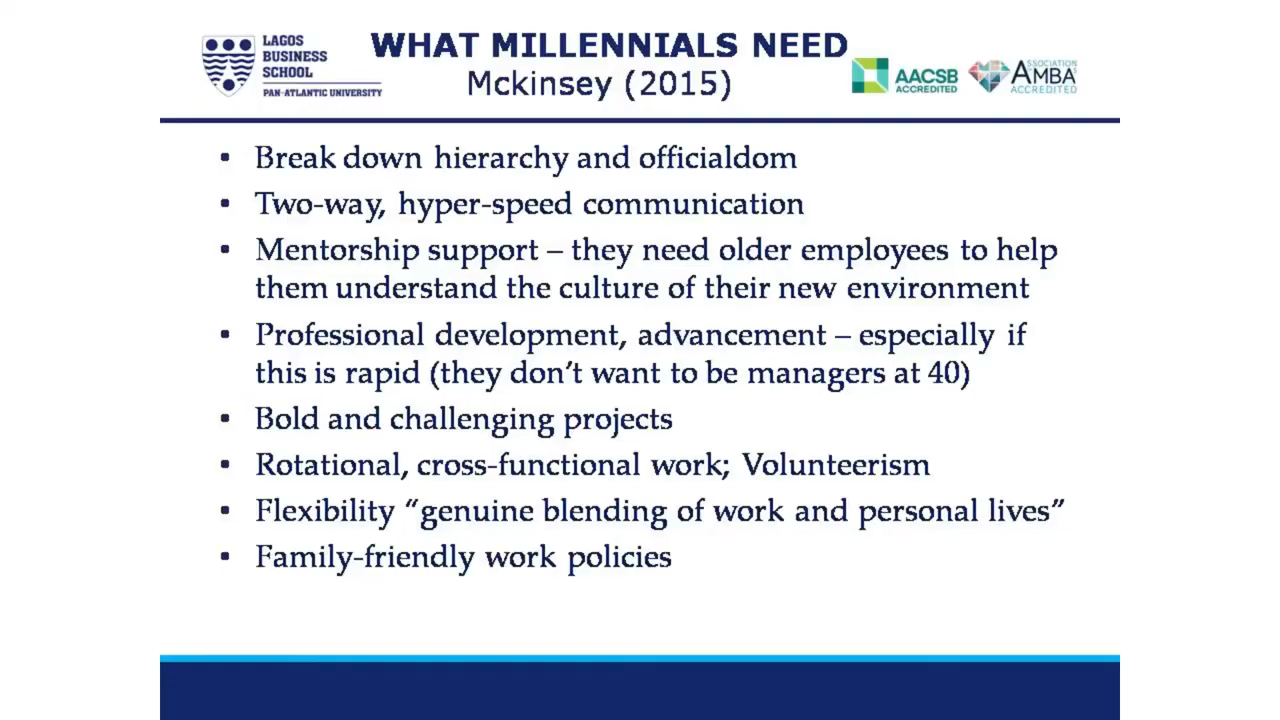 LAGOS
BUSINESS
SCHOOL
PAN-ATLANTIC UNIVERSITY
WHAT MILLENNIALS NEED
Mckinsey (2015)
AACSB
ACCREDITED
ASSOCIATION
AMBA'S
ACCREDITED
▪ Break down hierarchy and officialdom
▪ Two-way, hyper-speed communication
▪ Mentorship support – they need older employees to help
them understand the culture of their new environment
▪ Professional development, advancement – especially if
this is rapid (they don’t want to be managers at 40)
▪ Bold and challenging projects
▪ Rotational, cross-functional work; Volunteerism
▪ Flexibility “genuine blending of work and personal lives”
▪ Family-friendly work policies